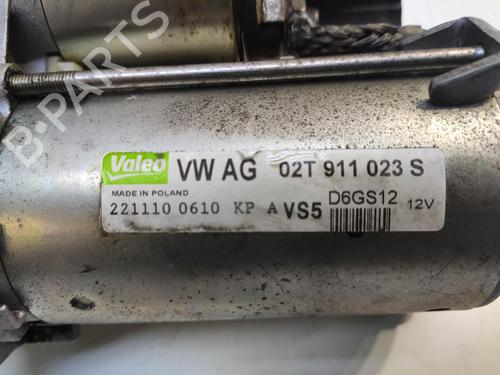 B-PARTS
Valeo VW AG 02T 911 023 S
MADE IN POLAND
221110 0610 KP A VS5 D6GS12 12V